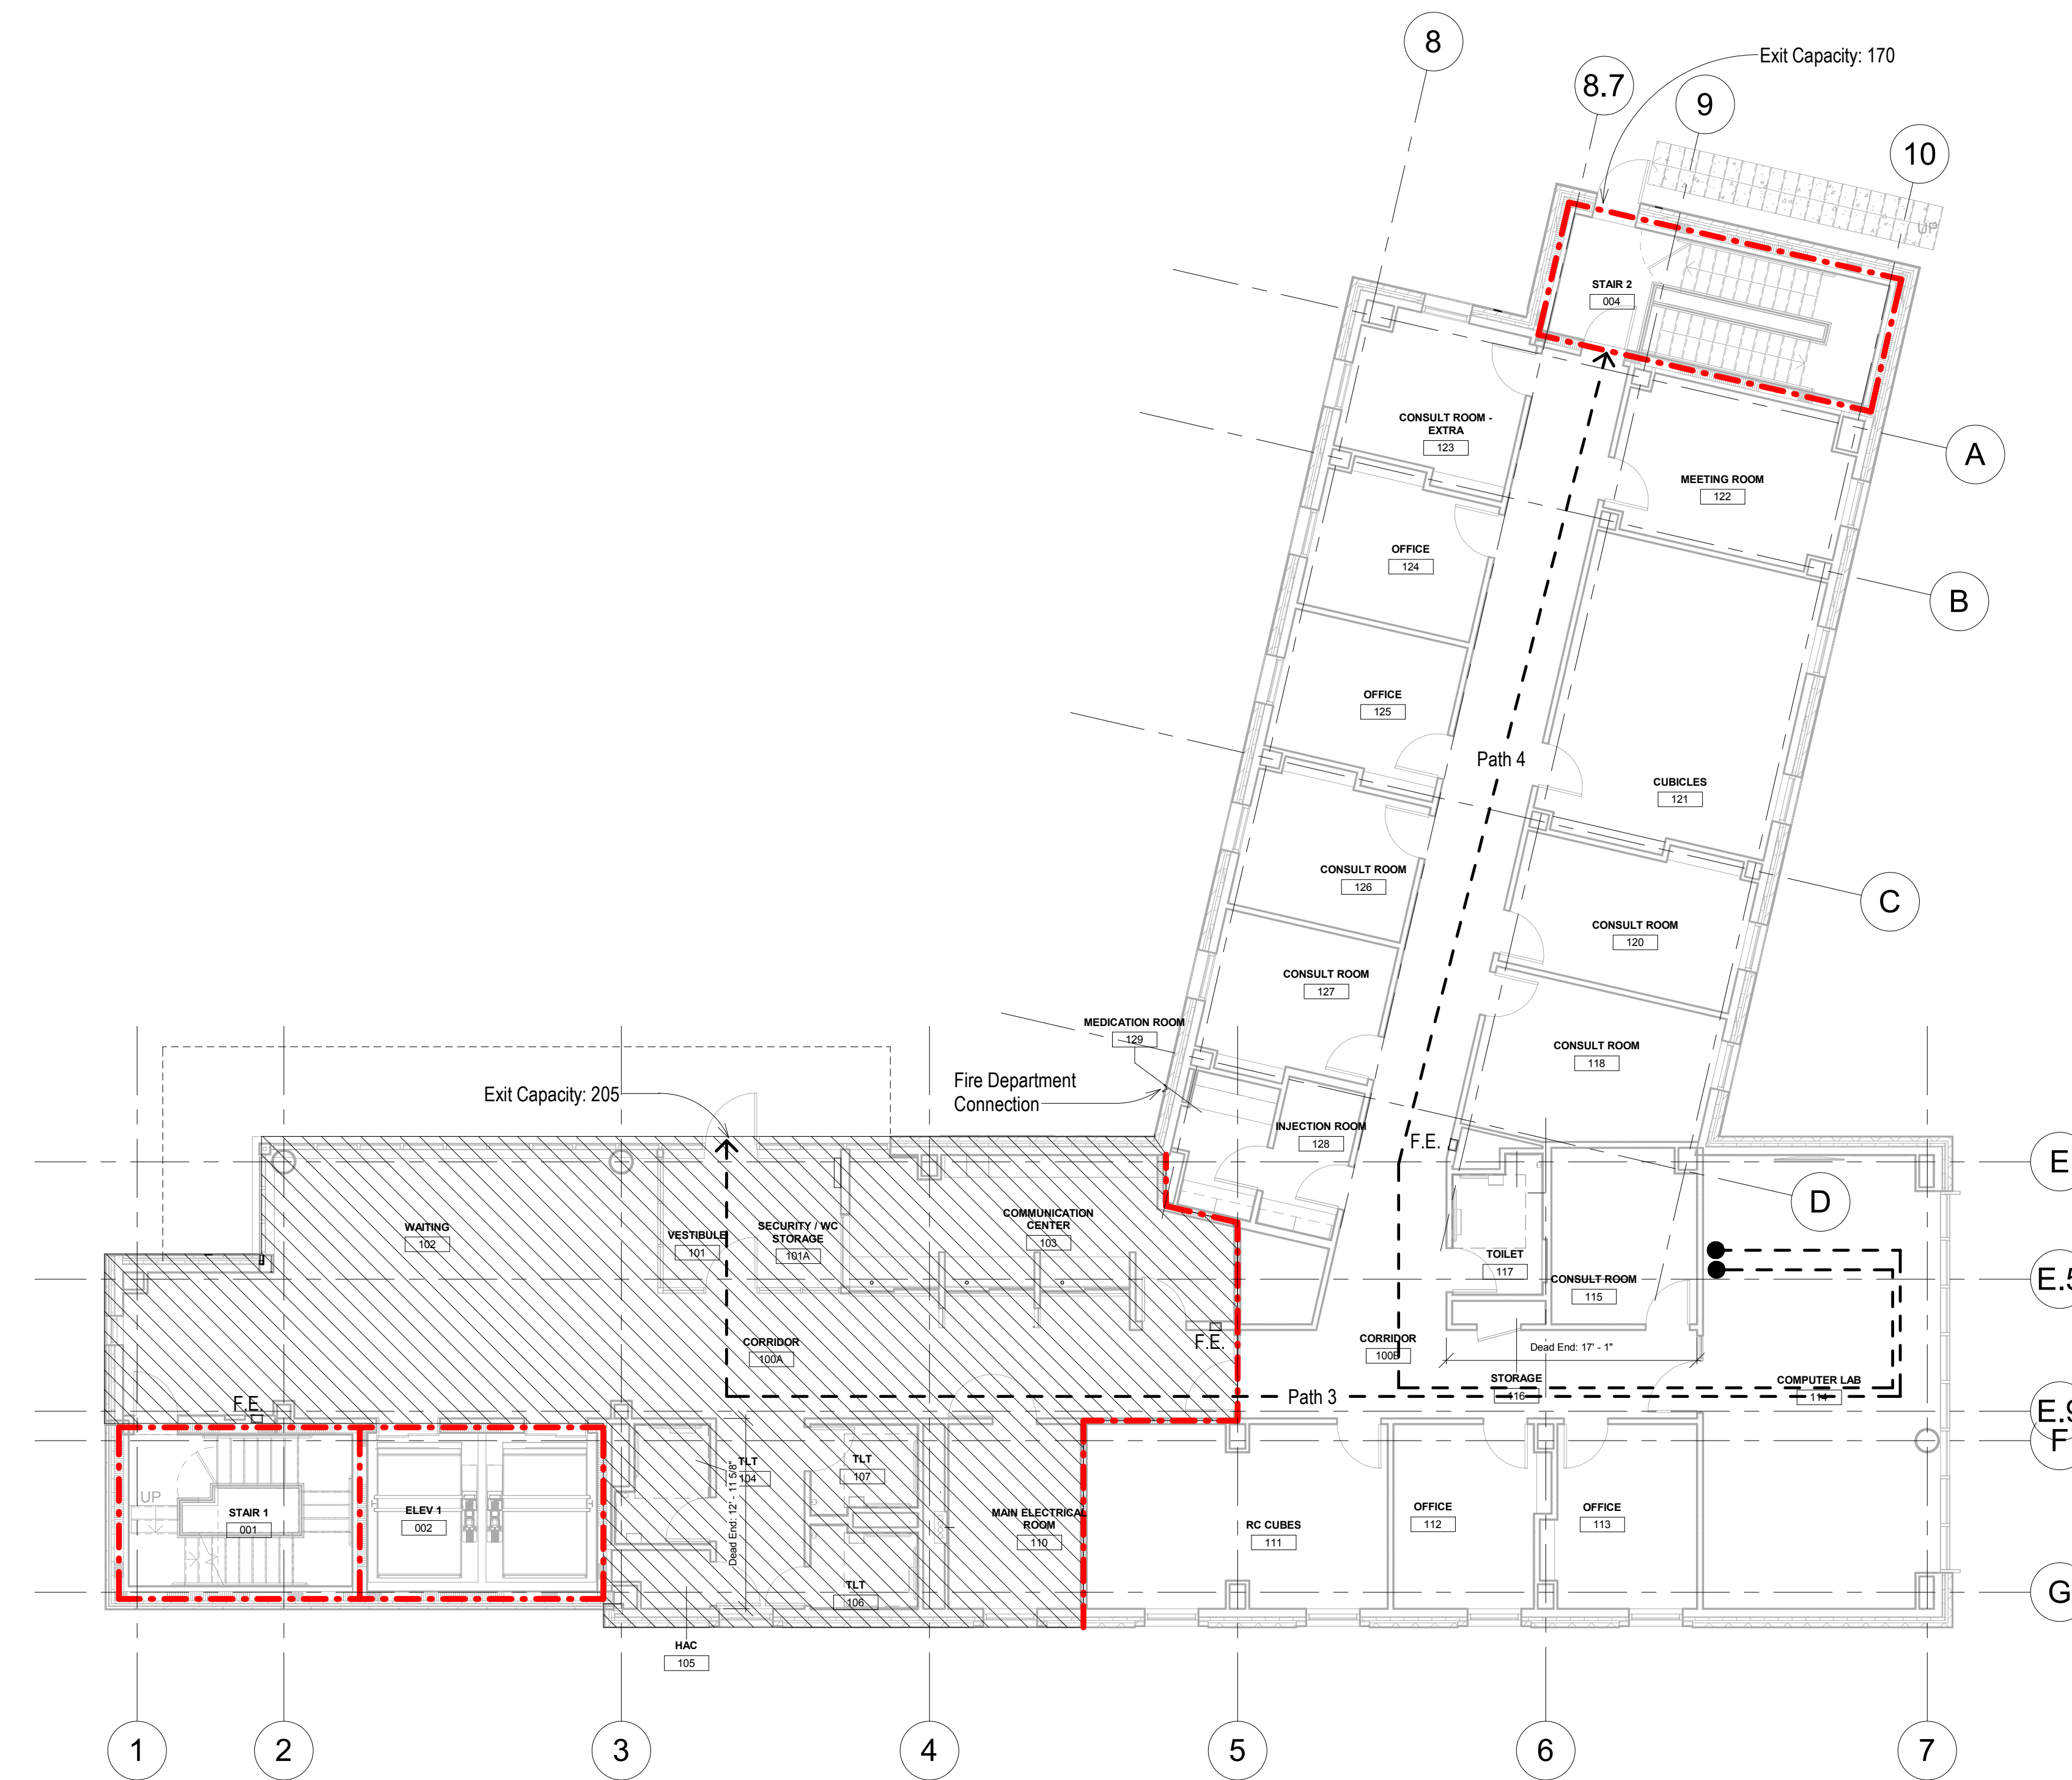 8
8.7
9
10
Exit Capacity: 170
UP
STAIR 2
004
A
CONSULT ROOM -
EXTRA
123
MEETING ROOM
122
OFFICE
124
B
OFFICE
125
Path 4
CUBICLES
121
CONSULT ROOM
126
C
CONSULT ROOM
120
CONSULT ROOM
127
MEDICATION ROOM
129
CONSULT ROOM
118
Fire Department
Connection
Exit Capacity: 205
INJECTION ROOM
128
F.E.
E
D
WAITING
102
VESTIBULE
101
SECURITY / WC
STORAGE
101A
COMMUNICATION
CENTER
103
TOILET
117
CONSULT ROOM
115
E.5
CORRIDOR
100A
F.E.
CORRIDOR
100B
Dead End: 17' - 1"
STORAGE
116
COMPUTER LAB
114
Path 3
F.E.
E.9
F
TLT
104
Dead End: 12' - 11 5/8"
TLT
107
UP
STAIR 1
001
ELEV 1
002
MAIN ELECTRICAL
ROOM
110
RC CUBES
111
OFFICE
112
OFFICE
113
TLT
106
G
HAC
105
1
2
3
4
5
6
7